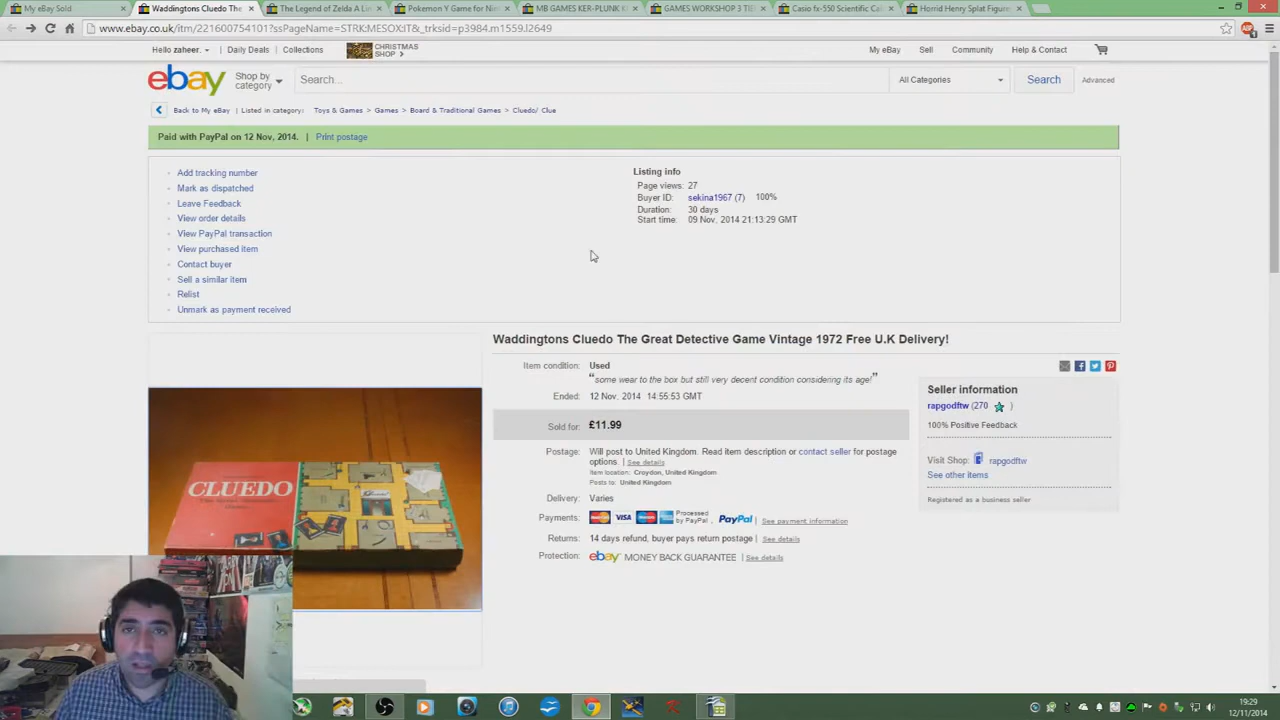 My eBay Sold
Waddingtons Cluedo The
The Legend of Zelda A Lin
Pokemon Y Game for Nin
MB GAMES KER-PLUNK K
GAMES WORKSHOP 3 TIE
Casio fx-550 Scientific Cal
Horrid Henry Splat Figure
www.ebay.co.uk/itm/221600754101?ssPageName=STRK:MESOX:IT&_trksid=p3984.m1559.l2649
Hello zaheer.
Daily Deals
Collections
CHRISTMAS
SHOP >
My eBay
Sell
Community
Help & Contact
ebay
Shop by
category
Search...
All Categories
Search
Advanced
Back to My eBay | Listed in category: Toys & Games > Games > Board & Traditional Games > Cluedo/ Clue
Paid with PayPal on 12 Nov, 2014. | Print postage
Add tracking number
Mark as dispatched
Leave Feedback
View order details
View PayPal transaction
View purchased item
Contact buyer
Sell a similar item
Relist
Unmark as payment received
Listing info
Page views: 27
Buyer ID: sekina1967 (7) 100%
Duration: 30 days
Start time: 09 Nov, 2014 21:13:29 GMT
Waddingtons Cluedo The Great Detective Game Vintage 1972 Free U.K Delivery!
Item condition: Used
“some wear to the box but still very decent condition considering its age!”
Ended: 12 Nov, 2014 14:55:53 GMT
Sold for: £11.99
Postage: Will post to United Kingdom. Read item description or contact seller for postage
options. | See details
Item location: Croydon, United Kingdom
Posts to: United Kingdom
Delivery: Varies
Payments: VISA Processed by PayPal, PayPal | See payment information
Returns: 14 days refund, buyer pays return postage | See details
Protection: ebay MONEY BACK GUARANTEE | See details
Seller information
rapgodftw (270 )
100% Positive Feedback
Visit Shop: rapgodftw
See other items
Registered as a business seller
CLUEDO
19:29
12/11/2014